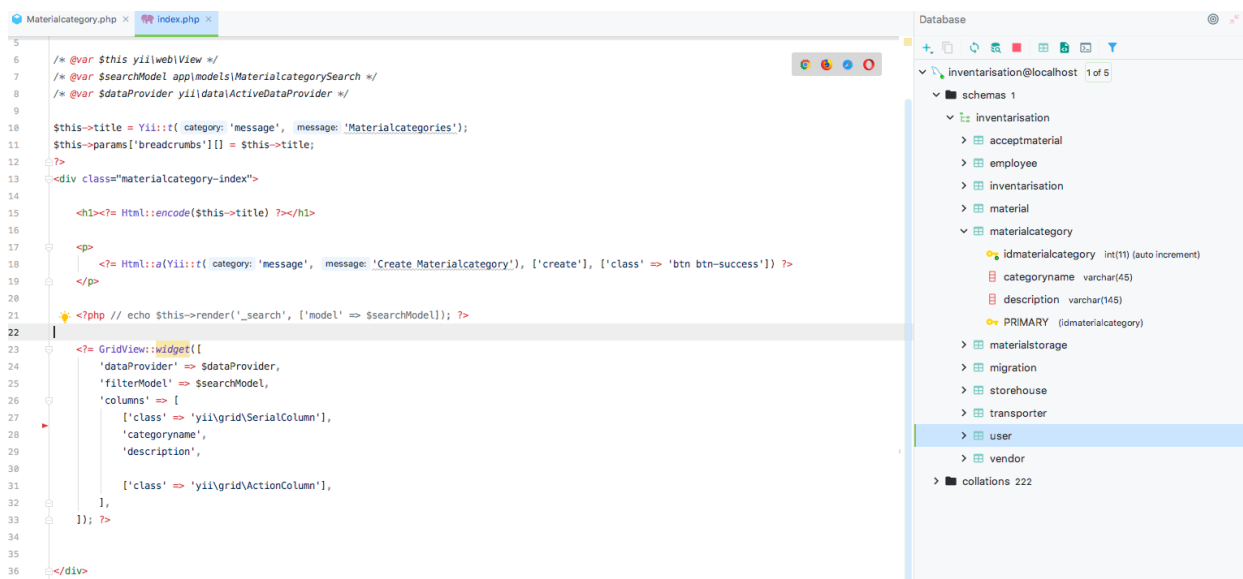 Materialcategory.php ×
index.php ×
5
6 /* @var $this yii\web\View */
7 /* @var $searchModel app\models\MaterialcategorySearch */
8 /* @var $dataProvider yii\data\ActiveDataProvider */
9
10 $this->title = Yii::t( category: 'message', message: 'Materialcategories');
11 $this->params['breadcrumbs'][] = $this->title;
12 ?>
13 <div class="materialcategory-index">
14
15 <h1><?= Html::encode($this->title) ?></h1>
16
17 <p>
18 <?= Html::a(Yii::t( category: 'message', message: 'Create Materialcategory'), ['create'], ['class' => 'btn btn-success']) ?>
19 </p>
20
21 <?php // echo $this->render('_search', ['model' => $searchModel]); ?>
22
23 <?= GridView::widget([
24 'dataProvider' => $dataProvider,
25 'filterModel' => $searchModel,
26 'columns' => [
27 ['class' => 'yii\grid\SerialColumn'],
28 'categoryname',
29 'description',
30
31 ['class' => 'yii\grid\ActionColumn'],
32 ],
33 ]); ?>
34
35
36 </div>
Database
inventarisation@localhost 1 of 5
schemas 1
inventarisation
acceptmaterial
employee
inventarisation
material
materialcategory
idmaterialcategory int(11) (auto increment)
categoryname varchar(45)
description varchar(145)
PRIMARY (idmaterialcategory)
materialstorage
migration
storehouse
transporter
user
vendor
collations 222